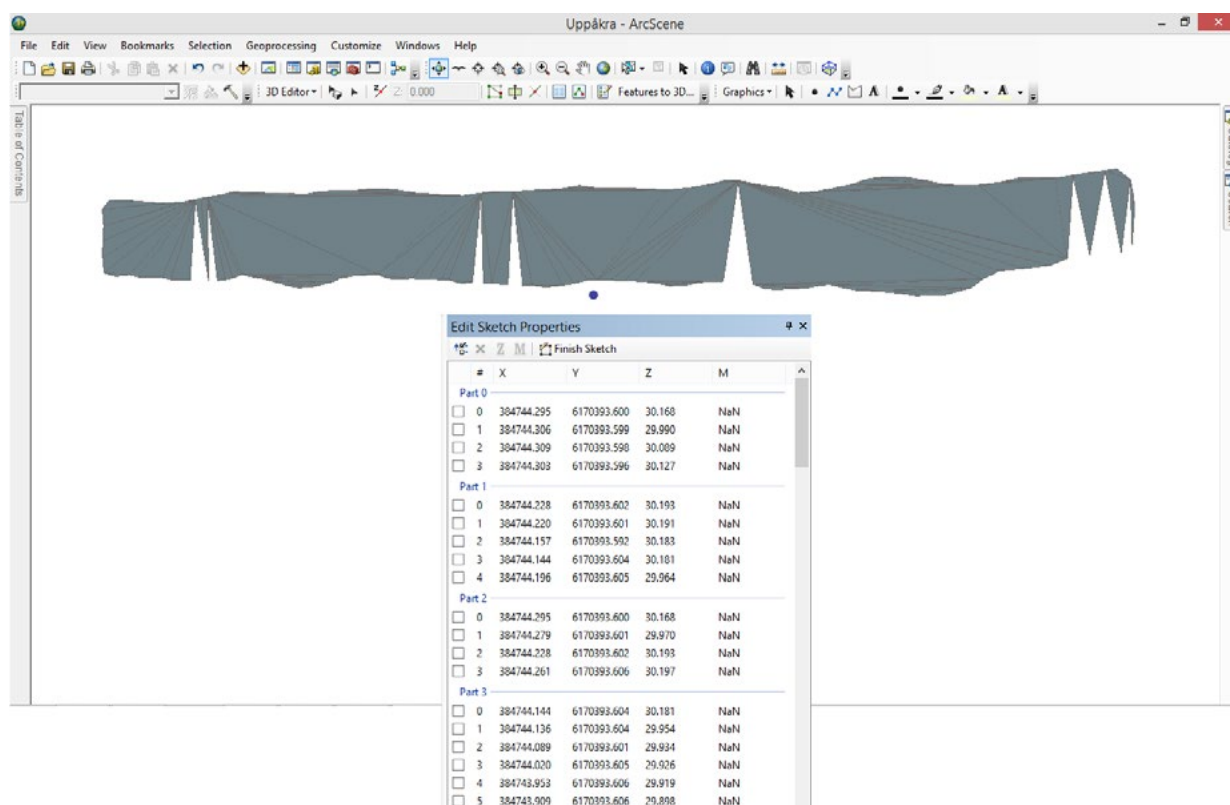 Uppåkra - ArcScene
File Edit View Bookmarks Selection Geoprocessing Customize Windows Help
3D Editor Z: 0.000 Features to 3D... Graphics A A
Table of Contents
Edit Sketch Properties
Z M Finish Sketch
# X Y Z M
Part 0
0 384744.295 6170393.600 30.168 NaN
1 384744.306 6170393.599 29.990 NaN
2 384744.309 6170393.598 30.089 NaN
3 384744.303 6170393.596 30.127 NaN
Part 1
0 384744.228 6170393.602 30.193 NaN
1 384744.220 6170393.601 30.191 NaN
2 384744.157 6170393.592 30.183 NaN
3 384744.144 6170393.604 30.181 NaN
4 384744.196 6170393.605 29.964 NaN
Part 2
0 384744.295 6170393.600 30.168 NaN
1 384744.279 6170393.601 29.970 NaN
2 384744.228 6170393.602 30.193 NaN
3 384744.261 6170393.606 30.197 NaN
Part 3
0 384744.144 6170393.604 30.181 NaN
1 384744.136 6170393.604 29.954 NaN
2 384744.089 6170393.601 29.934 NaN
3 384744.020 6170393.605 29.926 NaN
4 384743.953 6170393.606 29.919 NaN
5 384743.909 6170393.606 29.898 NaN